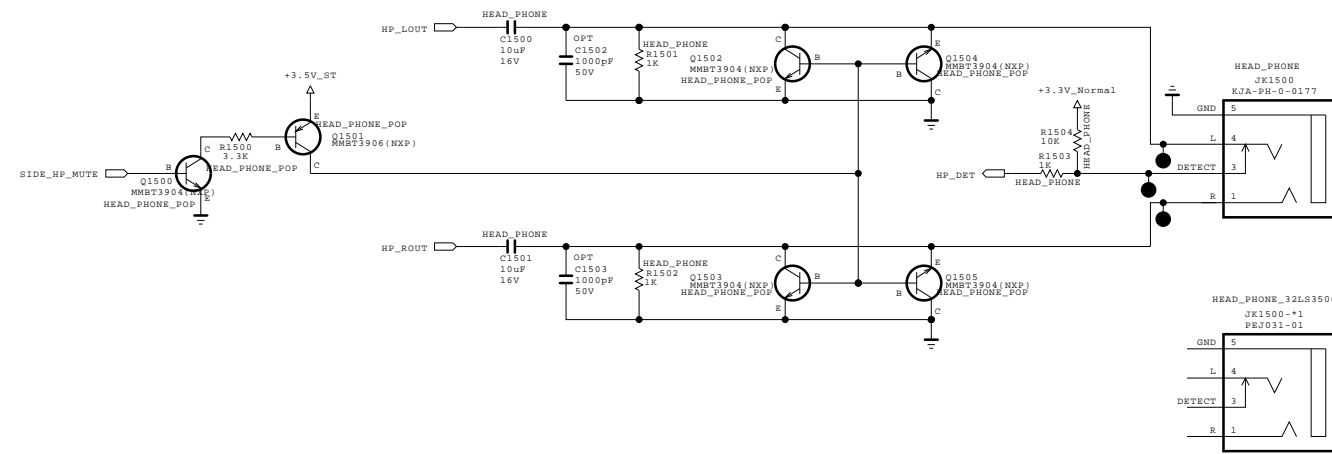 HEAD_PHONE
HP_LOUT
C1500
10uF
16V
OPT
C1502
1000pF
50V
HEAD_PHONE
R1501
1K
C
Q1502
MMBT3904(NXP)
HEAD_PHONE_POP
B
E
E
Q1504
MMBT3904(NXP)
HEAD_PHONE_POP
B
C
+3.5V_ST
E
HEAD_PHONE_POP
Q1501
MMBT3906(NXP)
B
C
R1500
3.3K
C
B
HEAD_PHONE_POP
SIDE_HP_MUTE
Q1500
MMBT3904(NXP)
E
HEAD_PHONE_POP
+3.3V_Normal
R1504
10K
HEAD_PHONE
R1503
1K
HP_DET
HEAD_PHONE
HEAD_PHONE
JK1500
KJA-PH-0-0177
GND 5
L 4
DETECT 3
R 1
HEAD_PHONE
HP_ROUT
C1501
10uF
16V
OPT
C1503
1000pF
50V
HEAD_PHONE
R1502
1K
C
Q1503
MMBT3904(NXP)
HEAD_PHONE_POP
B
E
E
Q1505
MMBT3904(NXP)
HEAD_PHONE_POP
B
C
HEAD_PHONE_32LS350
JK1500-*1
PEJ031-01
GND 5
L 4
DETECT 3
R 1